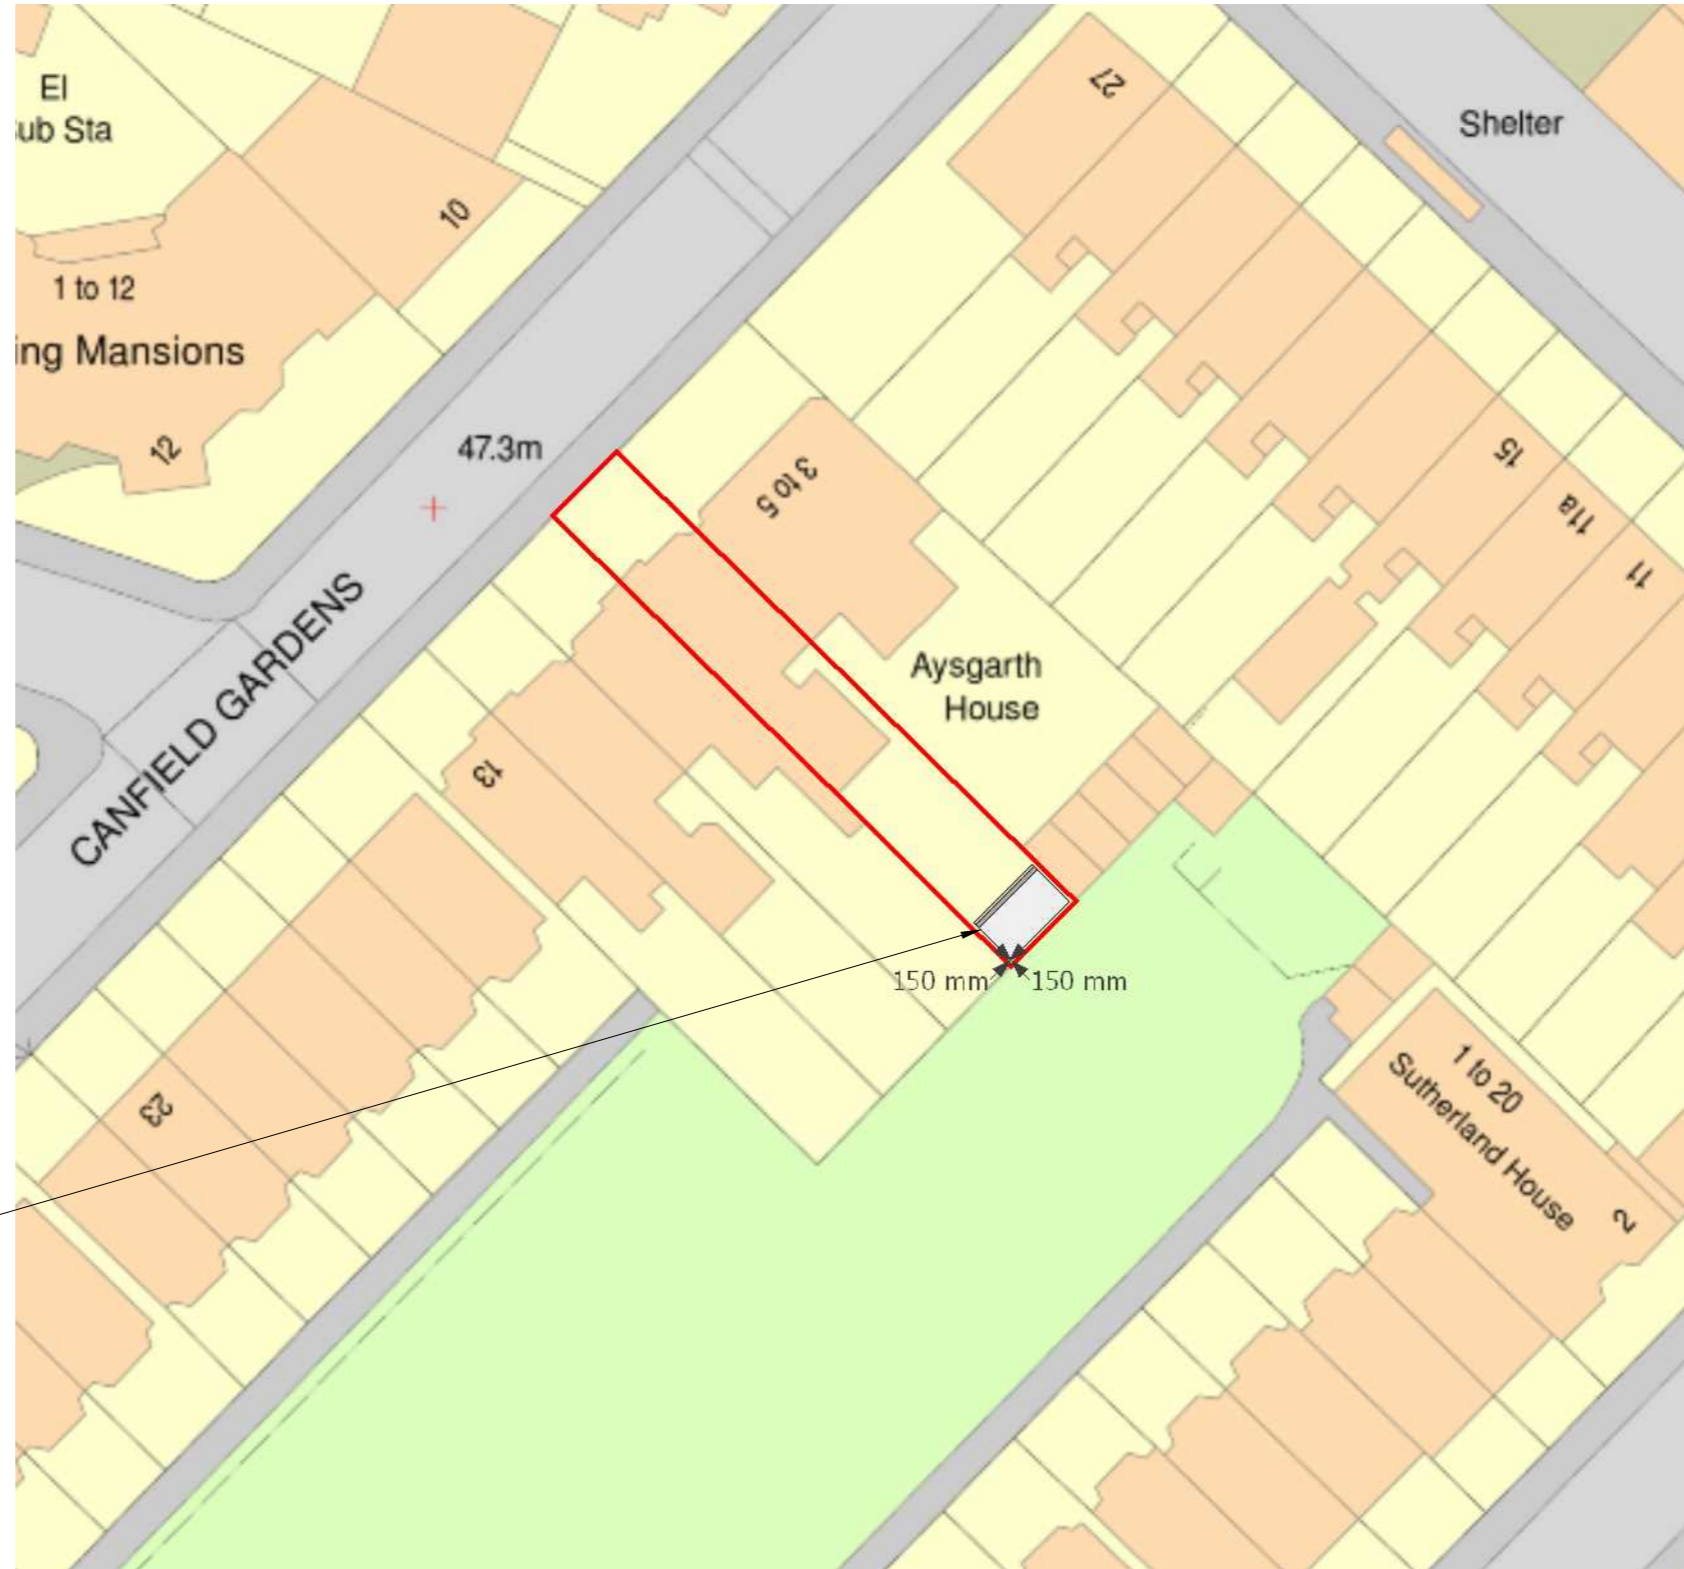 El
ub Sta
27
Shelter
10
1 to 12
ing Mansions
12
47.3m
3 to 5
15
11a
11
CANFIELD GARDENS
Aysgarth
House
13
150 mm
150 mm
23
1 to 20
Sutherland House
2